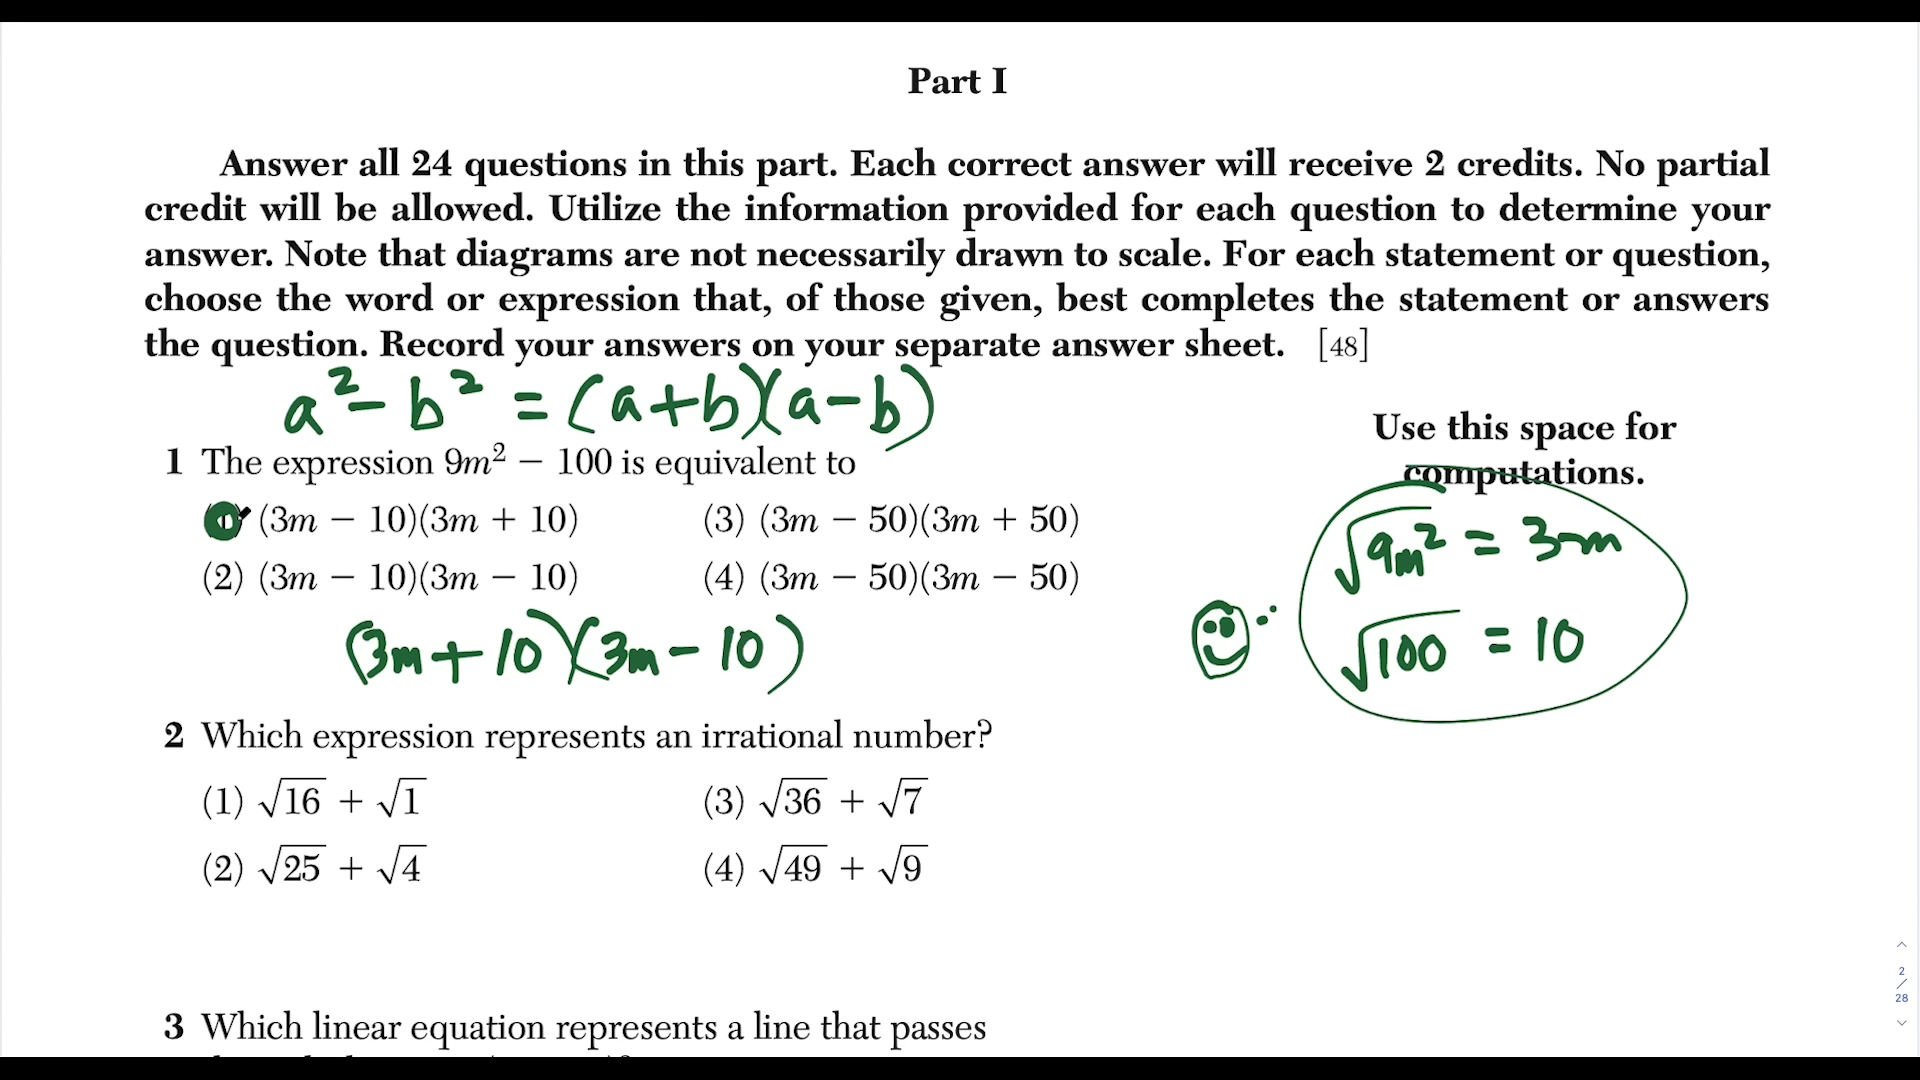 Part I
Answer all 24 questions in this part. Each correct answer will receive 2 credits. No partial
credit will be allowed. Utilize the information provided for each question to determine your
answer. Note that diagrams are not necessarily drawn to scale. For each statement or question,
choose the word or expression that, of those given, best completes the statement or answers
the question. Record your answers on your separate answer sheet. [48]
a² − b² = (a+b)(a−b)
Use this space for
computations.
1 The expression 9m² − 100 is equivalent to
(1) (3m − 10)(3m + 10) (3) (3m − 50)(3m + 50)
(2) (3m − 10)(3m − 10) (4) (3m − 50)(3m − 50)
√9m² = 3m
√100 = 10
(3m+10)(3m−10)
2 Which expression represents an irrational number?
(1) √16 + √1 (3) √36 + √7
(2) √25 + √4 (4) √49 + √9
2
/
28
3 Which linear equation represents a line that passes